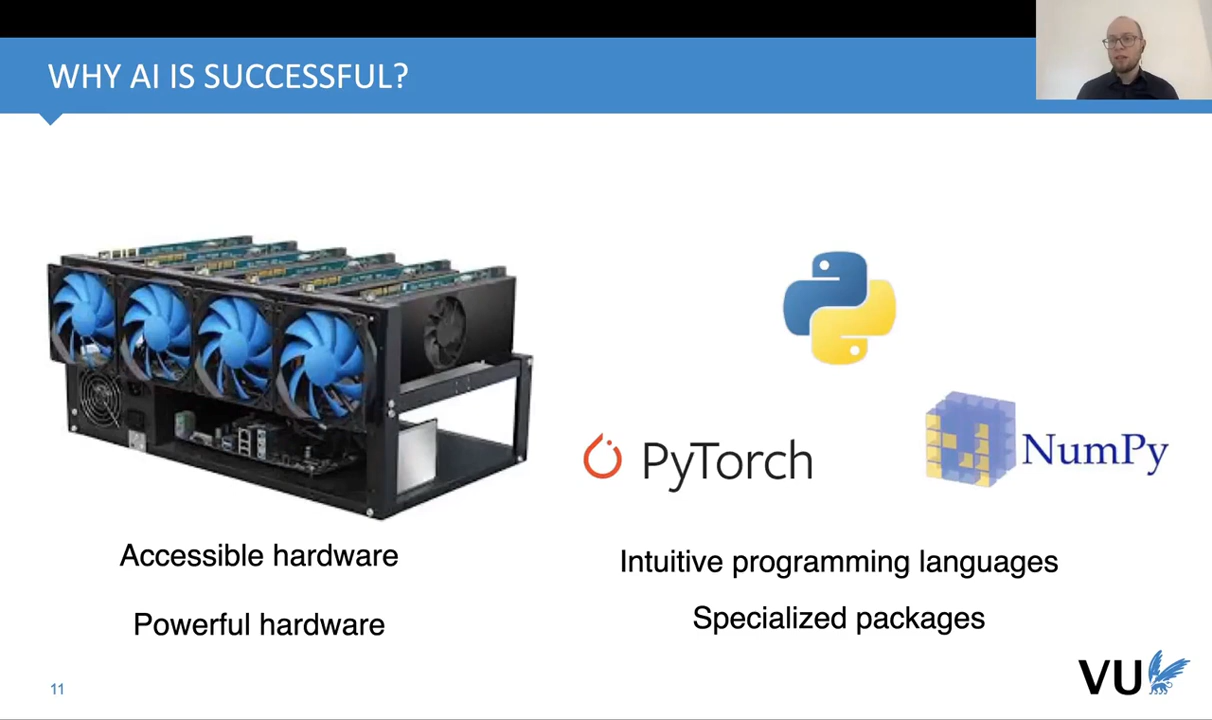 WHY AI IS SUCCESSFUL?
PyTorch
NumPy
Accessible hardware
Powerful hardware
Intuitive programming languages
Specialized packages
11
VU